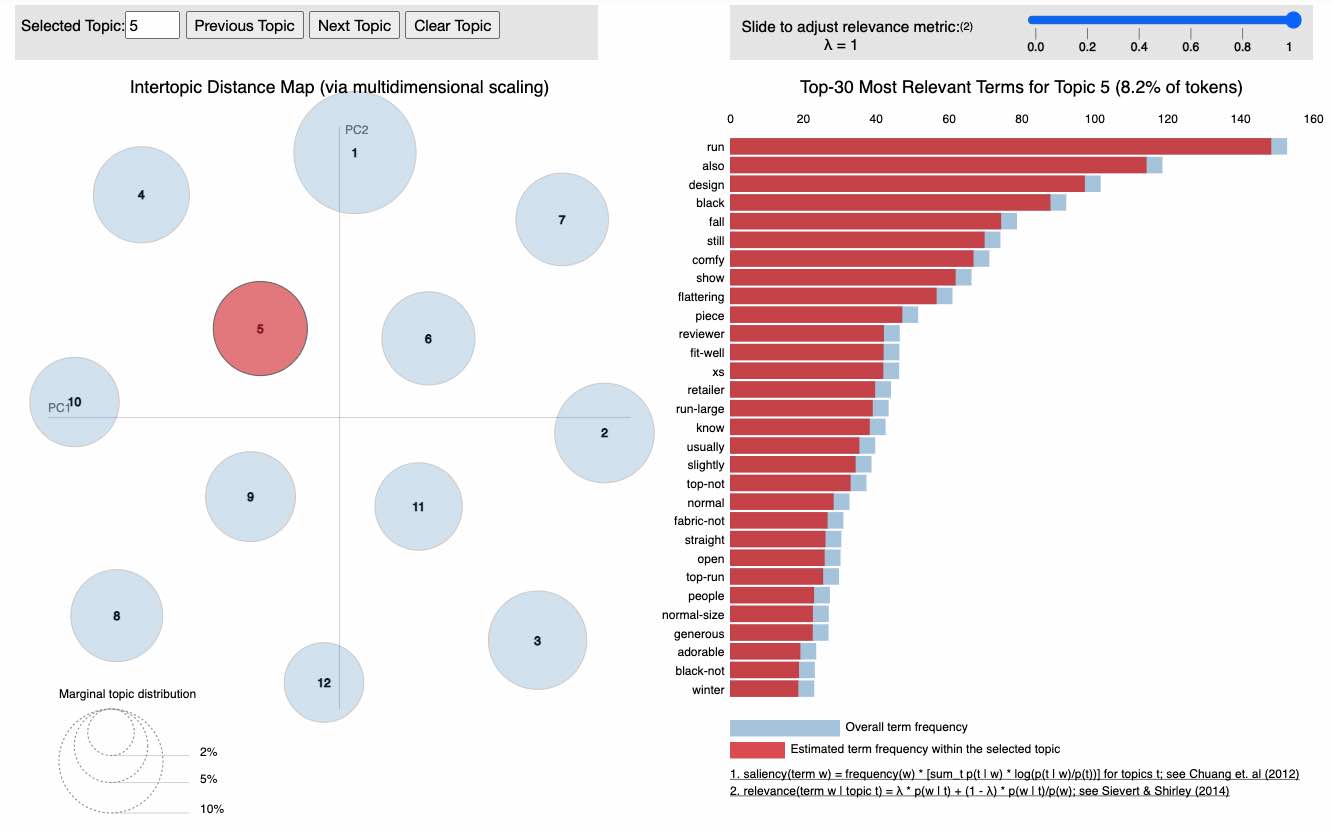 Selected Topic: 5 Previous Topic Next Topic Clear Topic
Slide to adjust relevance metric:(2)
λ = 1
0.0 0.2 0.4 0.6 0.8 1
Intertopic Distance Map (via multidimensional scaling)
PC2
1
4
7
5
6
PC1
10
2
9
11
8
3
12
Marginal topic distribution
2%
5%
10%
Top-30 Most Relevant Terms for Topic 5 (8.2% of tokens)
0 20 40 60 80 100 120 140 160
run
also
design
black
fall
still
comfy
show
flattering
piece
reviewer
fit-well
xs
retailer
run-large
know
usually
slightly
top-not
normal
fabric-not
straight
open
top-run
people
normal-size
generous
adorable
black-not
winter
Overall term frequency
Estimated term frequency within the selected topic
1. saliency(term w) = frequency(w) * [sum_t p(t | w) * log(p(t | w)/p(t))] for topics t; see Chuang et. al (2012)
2. relevance(term w | topic t) = λ * p(w | t) + (1 - λ) * p(w | t)/p(w); see Sievert & Shirley (2014)